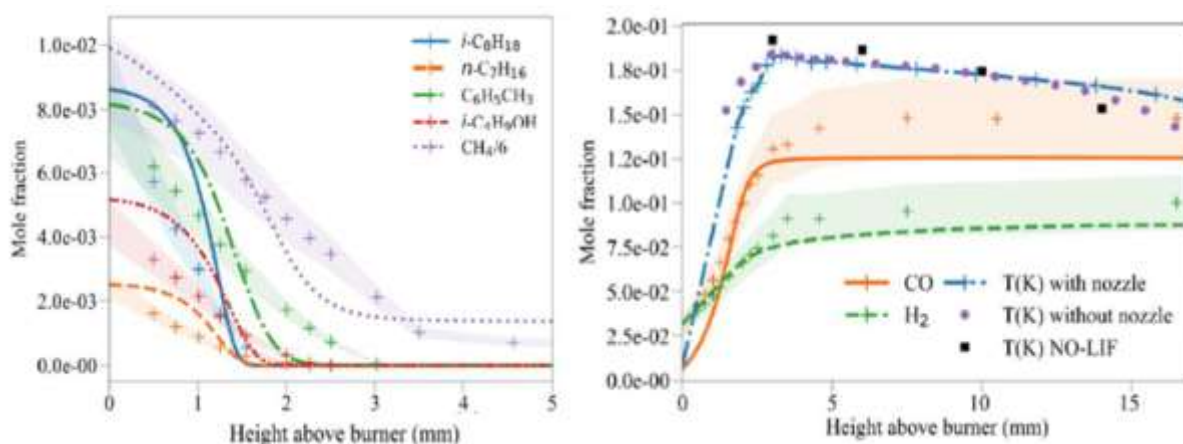 Mole fraction
1.0e-02
8.0e-03
6.0e-03
4.0e-03
2.0e-03
0.0e-00
0 1 2 3 4 5
Height above burner (mm)
i-C₈H₁₈
n-C₇H₁₆
C₆H₅CH₃
i-C₄H₉OH
CH₄/6
Mole fraction
2.0e-01
1.8e-01
1.5e-01
1.2e-01
1.0e-01
7.5e-02
5.0e-02
2.5e-02
0.0e-01
0 5 10 15
Height above burner (mm)
CO
H₂
T(K) with nozzle
T(K) without nozzle
T(K) NO-LIF